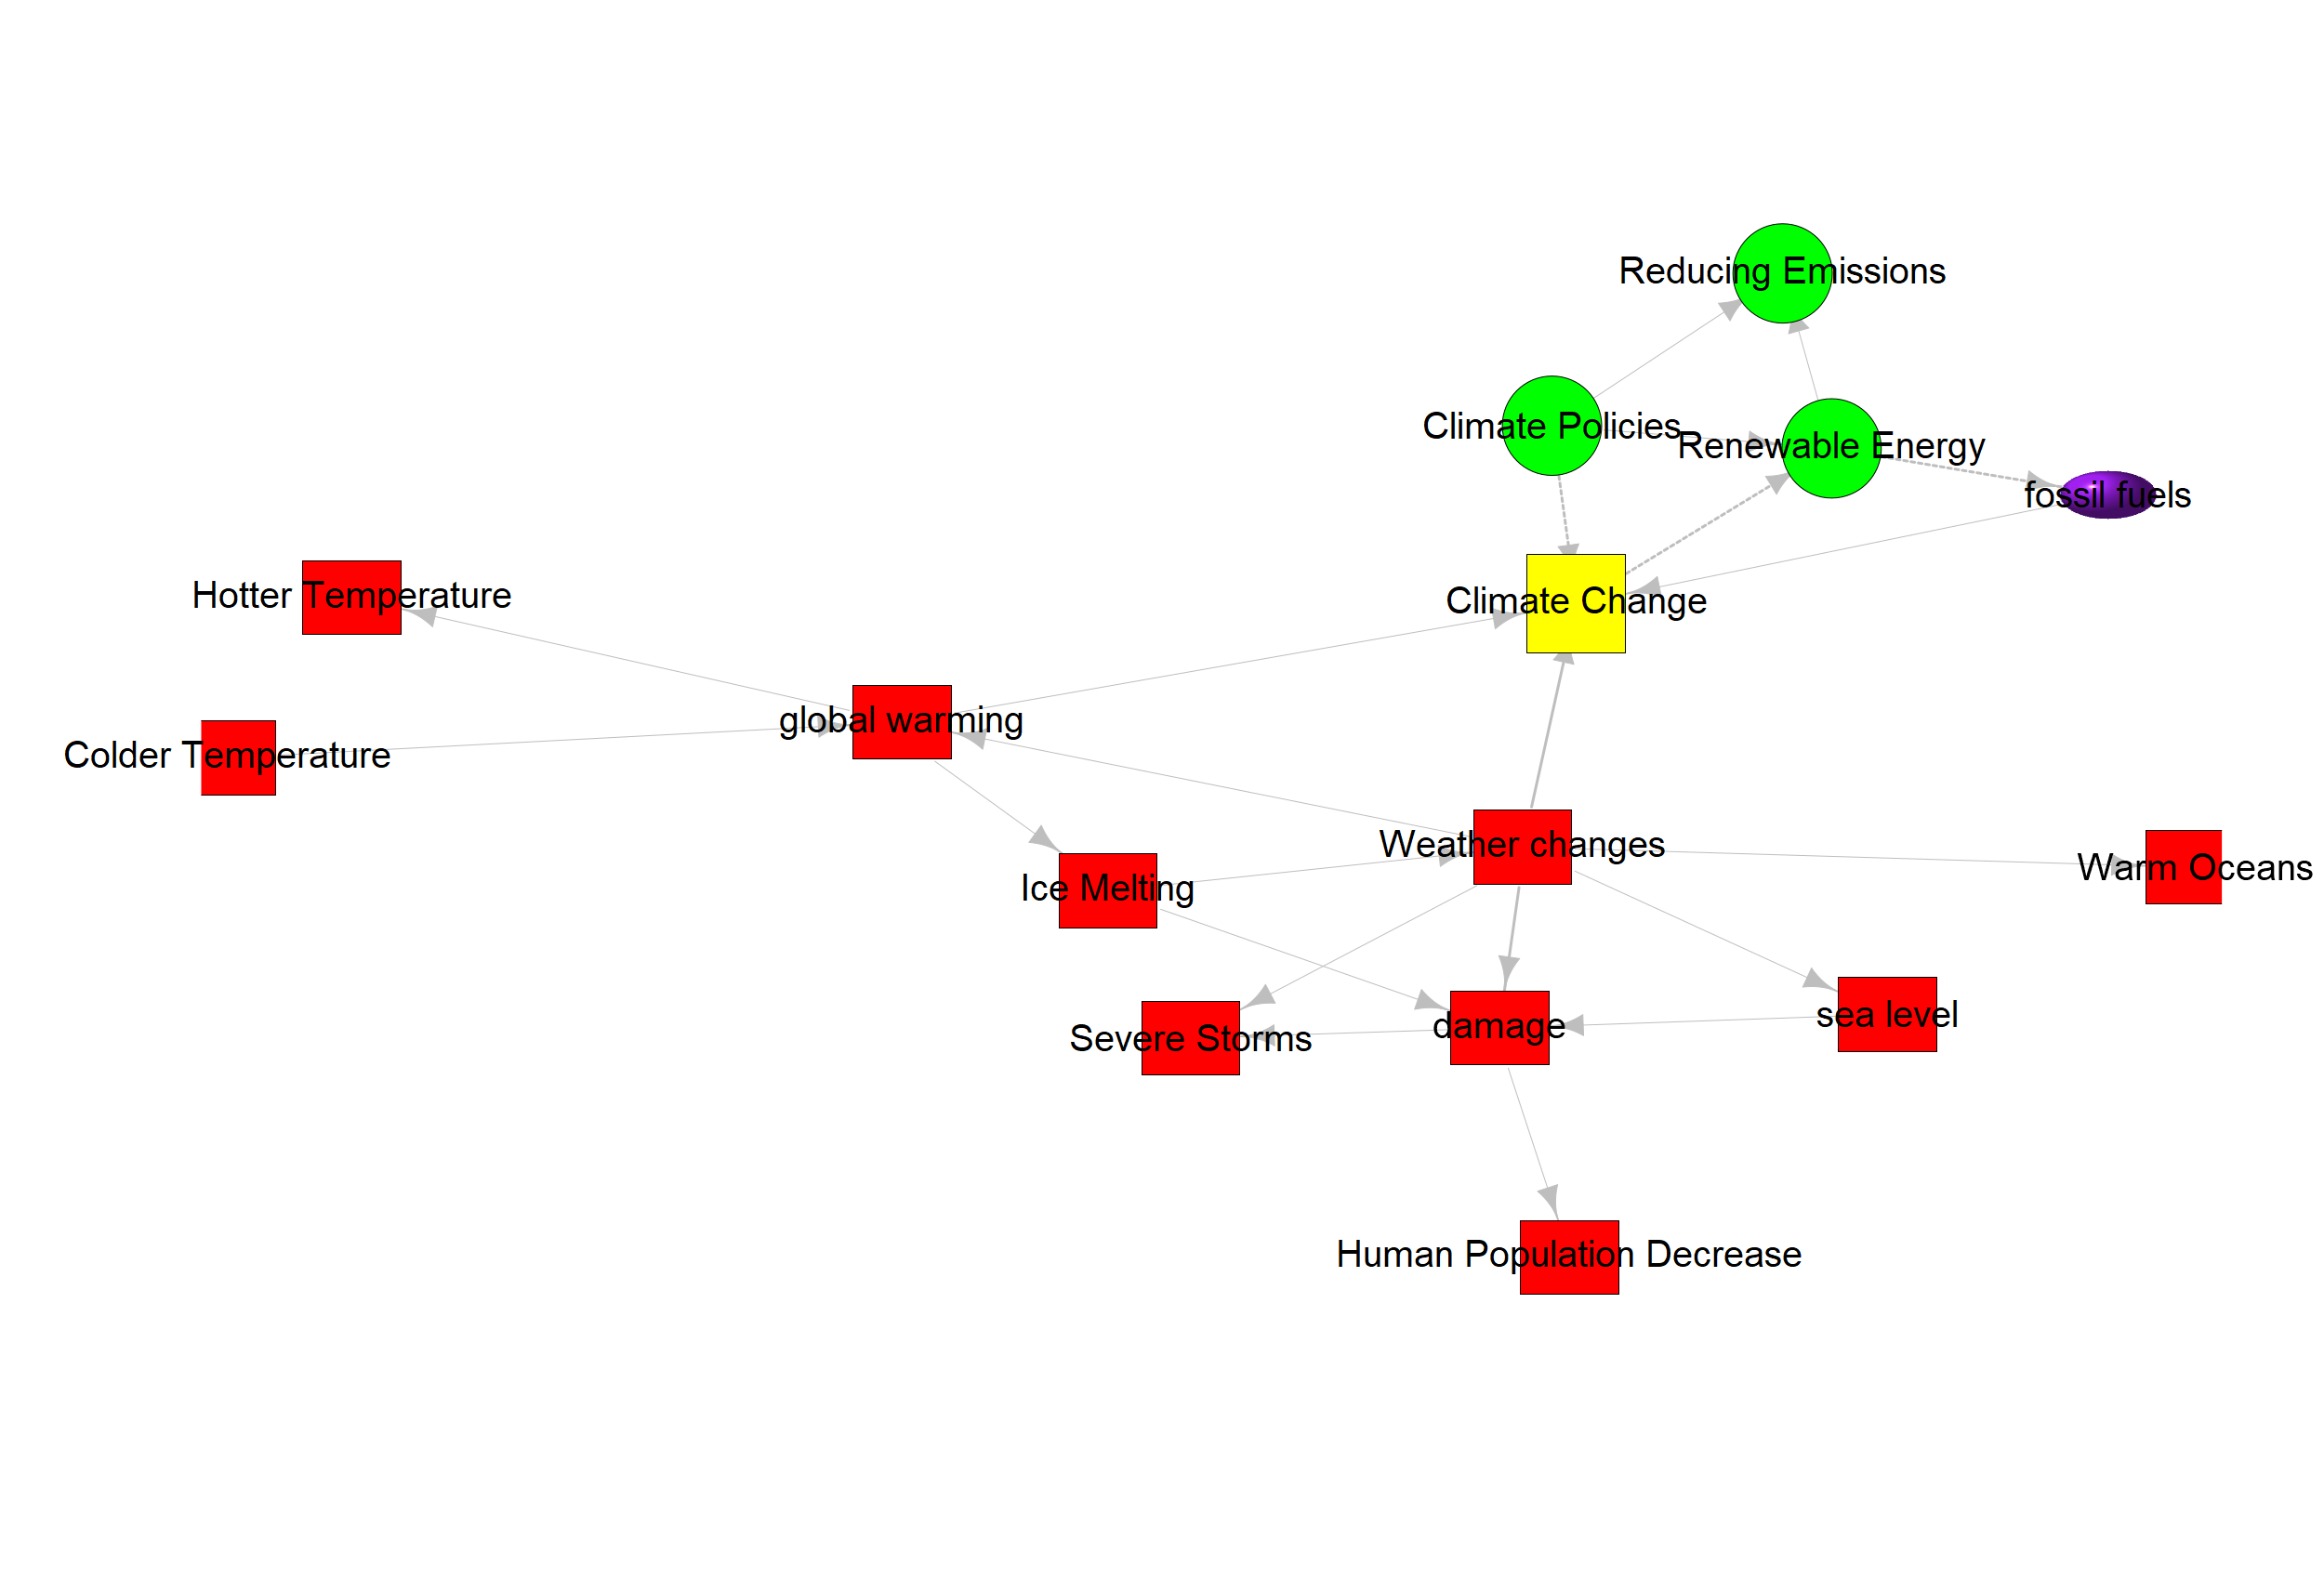 Reducing Emissions
Climate Policies
Renewable Energy
fossil fuels
Hotter Temperature
Climate Change
global warming
Colder Temperature
Weather changes
Warm Oceans
Ice Melting
sea level
damage
Severe Storms
Human Population Decrease